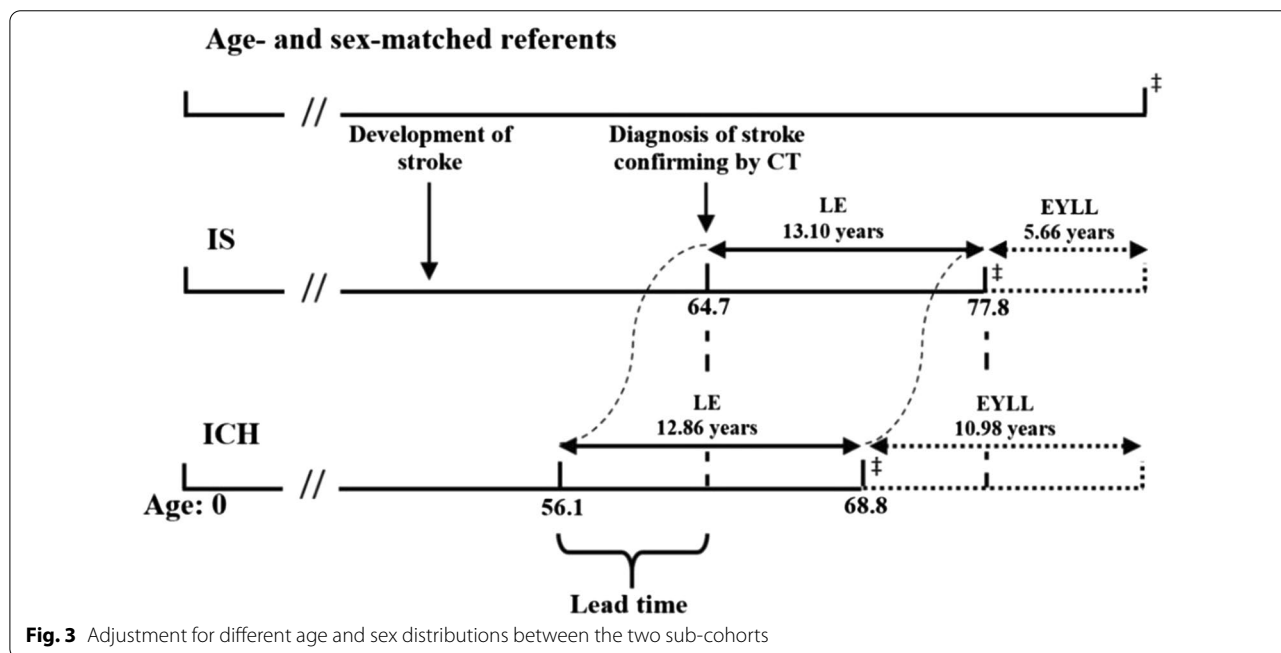 Age- and sex-matched referents
//
‡
Development of
stroke
Diagnosis of stroke
confirming by CT
LE
13.10 years
EYLL
5.66 years
IS
//
‡
64.7
77.8
LE
12.86 years
EYLL
10.98 years
ICH
//
‡
Age: 0
56.1
68.8
Lead time
Fig. 3 Adjustment for different age and sex distributions between the two sub-cohorts